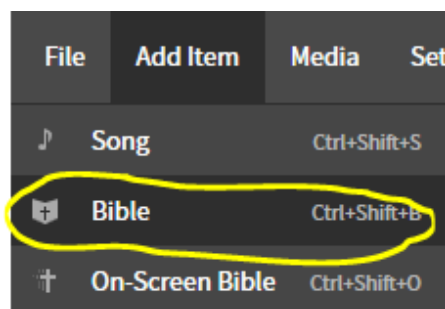 File Add Item Media Set
Song Ctrl+Shift+S
Bible Ctrl+Shift+B
On-Screen Bible Ctrl+Shift+O